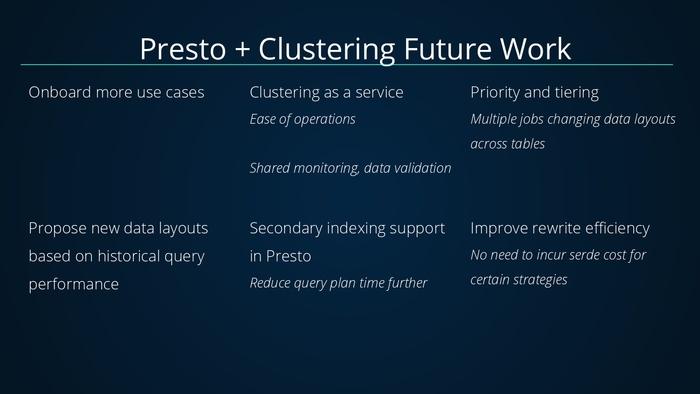 Presto + Clustering Future Work
Onboard more use cases
Clustering as a service
Ease of operations
Shared monitoring, data validation
Priority and tiering
Multiple jobs changing data layouts
across tables
Propose new data layouts
based on historical query
performance
Secondary indexing support
in Presto
Reduce query plan time further
Improve rewrite efficiency
No need to incur serde cost for
certain strategies